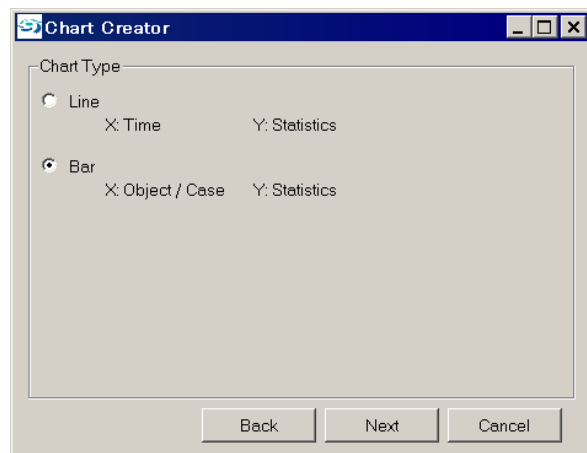 Chart Creator
Chart Type
Line
X: Time Y: Statistics
Bar
X: Object / Case Y: Statistics
Back Next Cancel